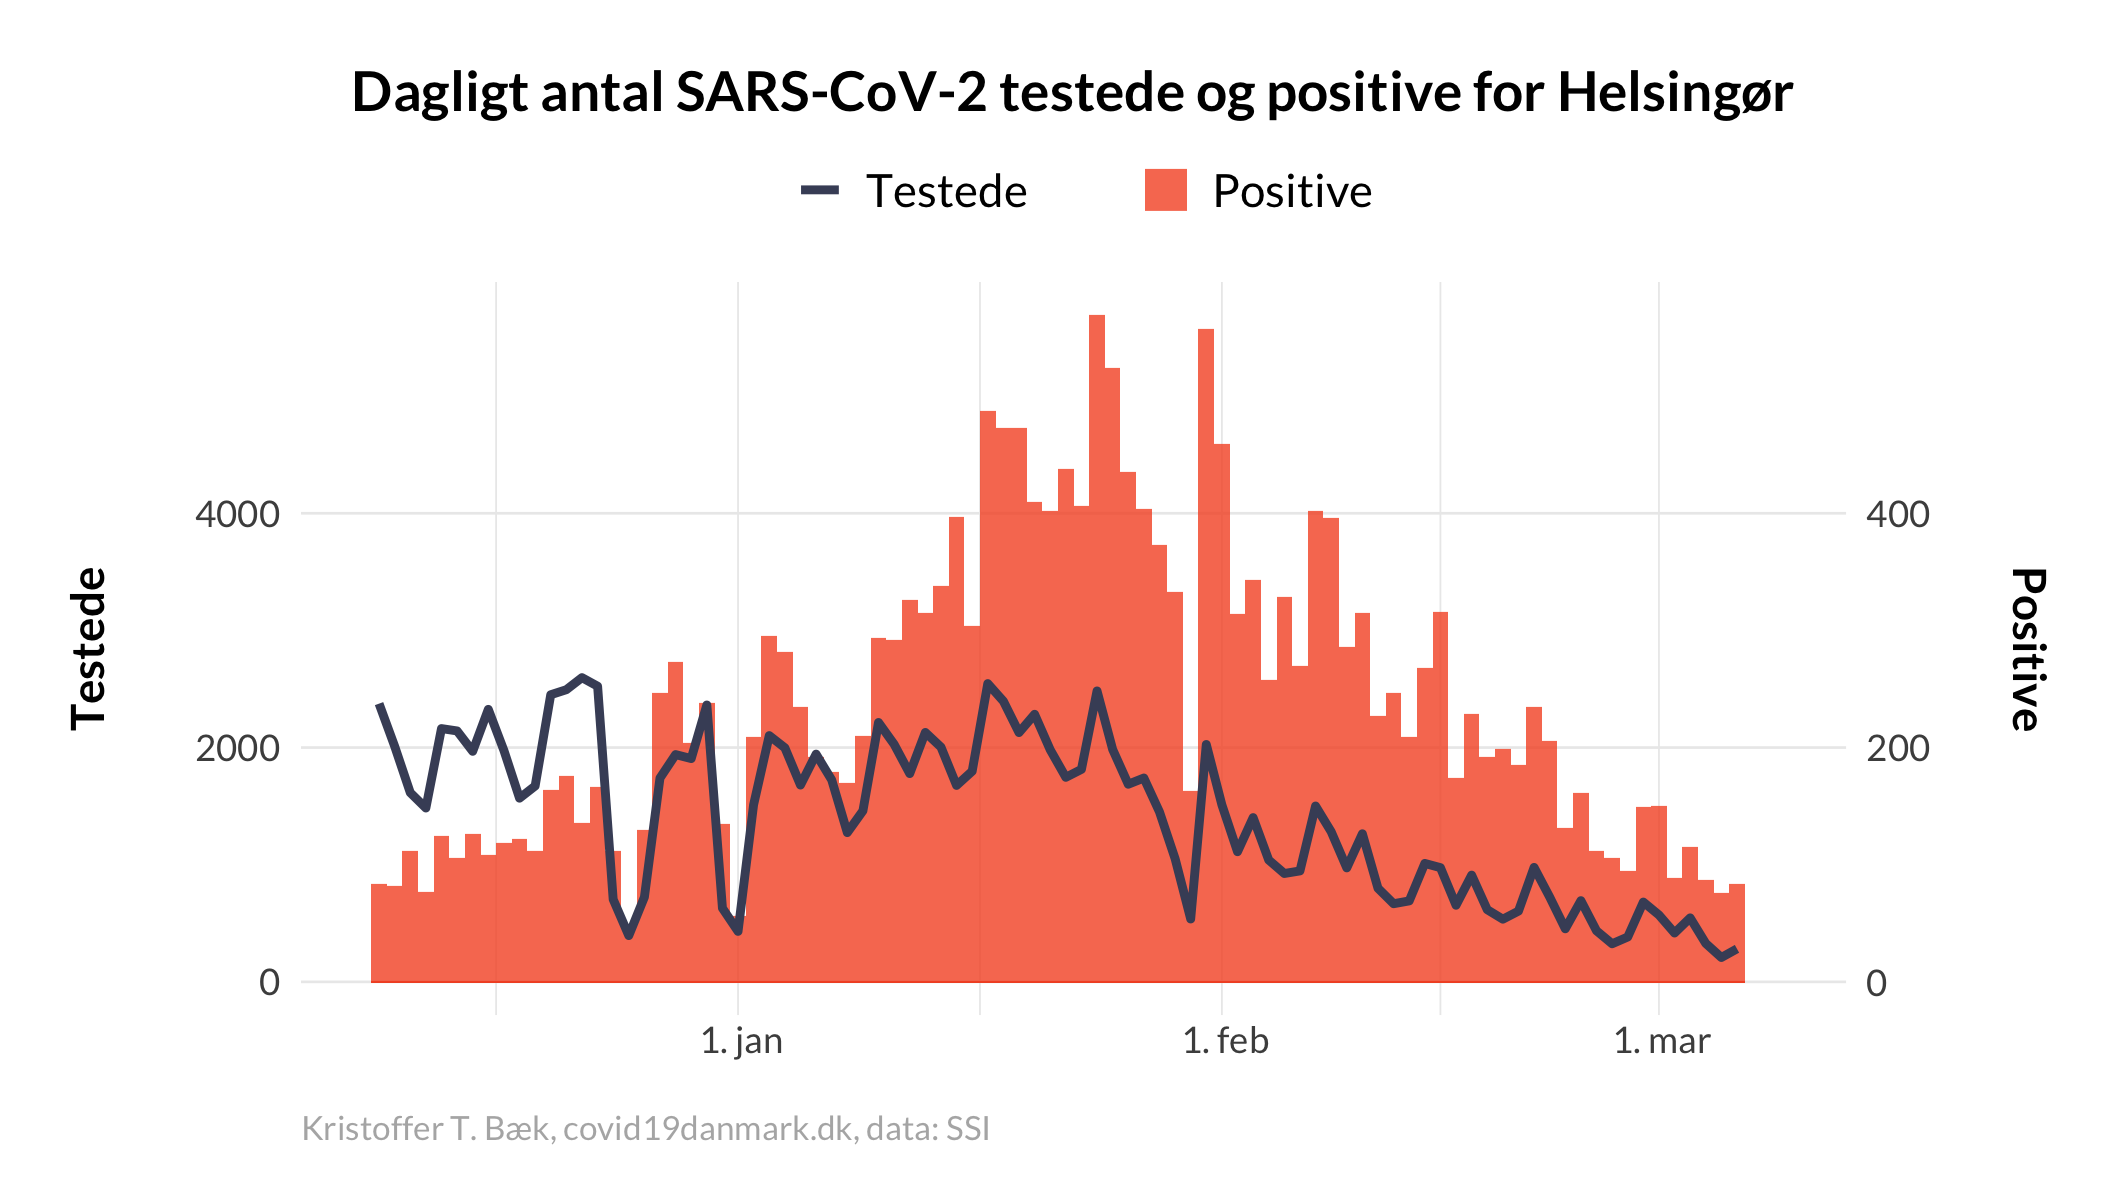 Dagligt antal SARS-CoV-2 testede og positive for Helsingør
Testede
Positive
4000
2000
0
Testede
400
200
0
Positive
1. jan
1. feb
1. mar
Kristoffer T. Bæk, covid19danmark.dk, data: SSI